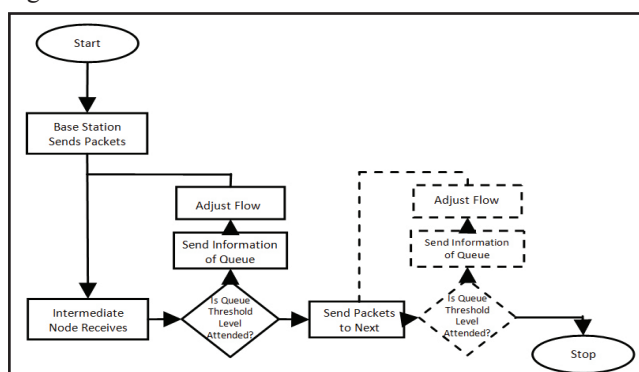 Start
Base Station
Sends Packets
Adjust Flow
Send Information
of Queue
Intermediate
Node Receives
Is Queue
Threshold
Level
Attended?
Send Packets
to Next
Adjust Flow
Send Information
of Queue
Is Queue
Threshold
Level
Attended?
Stop